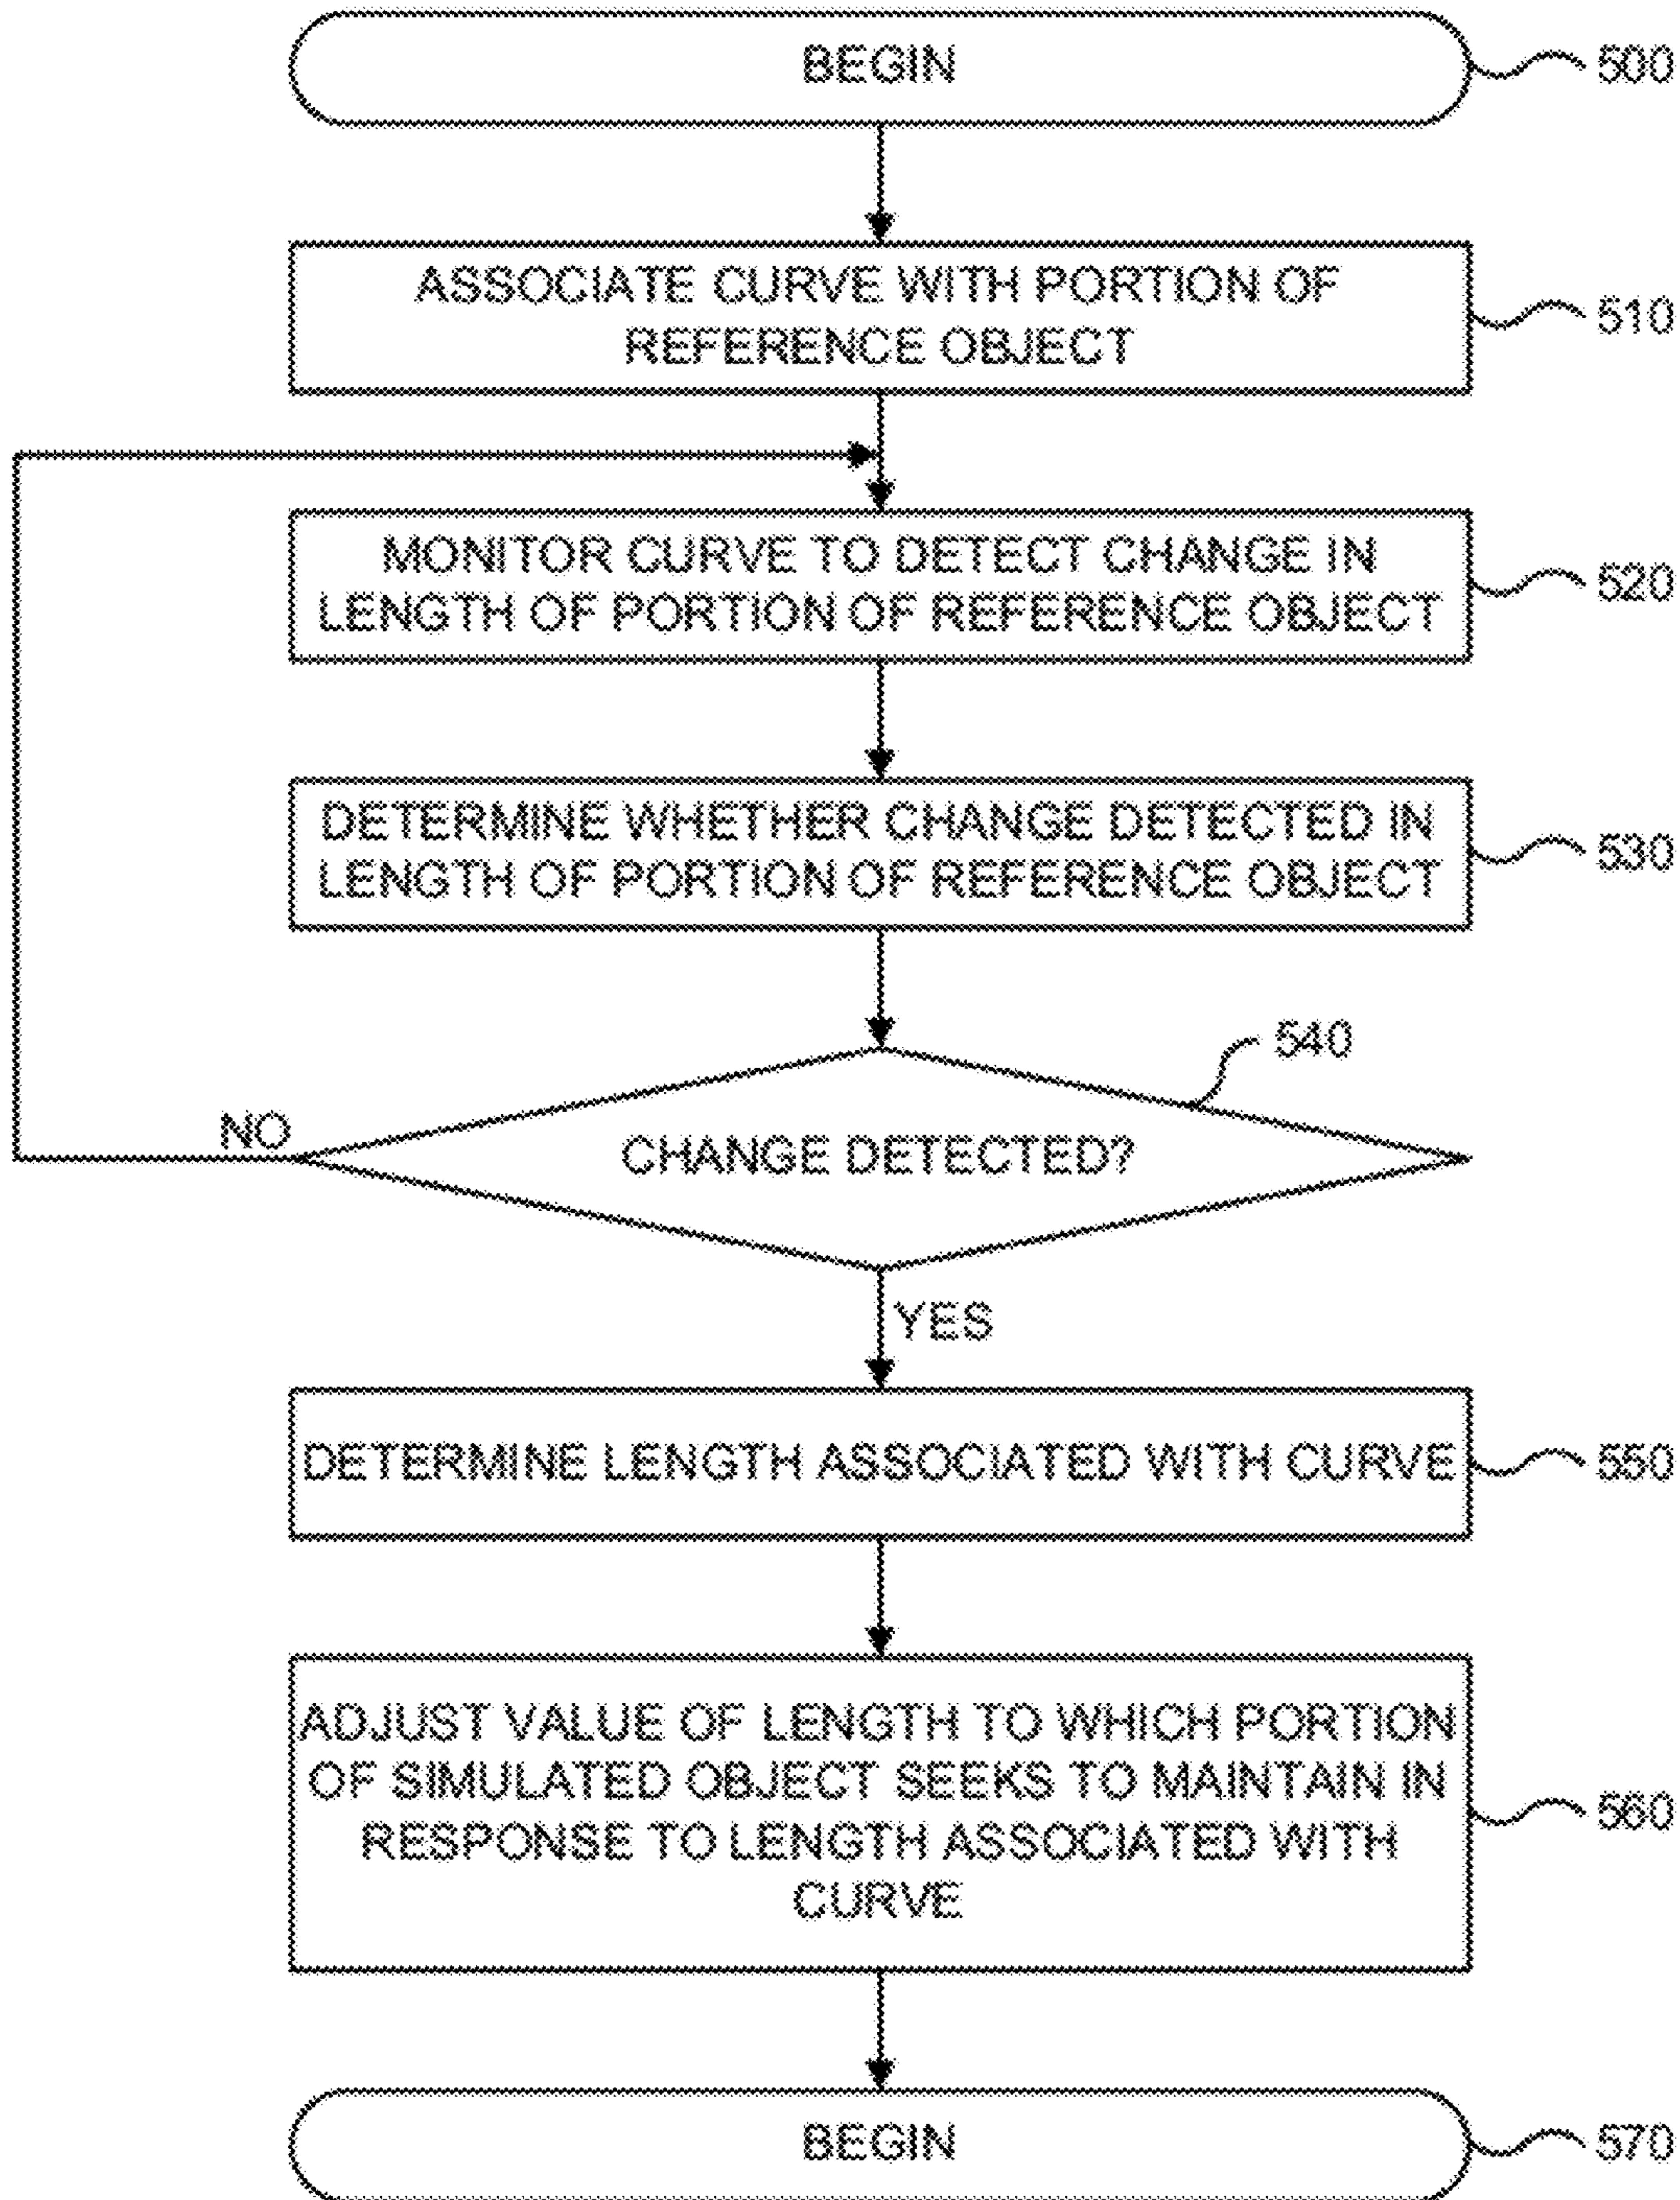 BEGIN
500
ASSOCIATE CURVE WITH PORTION OF
REFERENCE OBJECT
510
MONITOR CURVE TO DETECT CHANGE IN
LENGTH OF PORTION OF REFERENCE OBJECT
520
DETERMINE WHETHER CHANGE DETECTED IN
LENGTH OF PORTION OF REFERENCE OBJECT
530
540
NO
CHANGE DETECTED?
YES
DETERMINE LENGTH ASSOCIATED WITH CURVE
550
ADJUST VALUE OF LENGTH TO WHICH PORTION
OF SIMULATED OBJECT SEEKS TO MAINTAIN IN
RESPONSE TO LENGTH ASSOCIATED WITH
CURVE
560
BEGIN
570